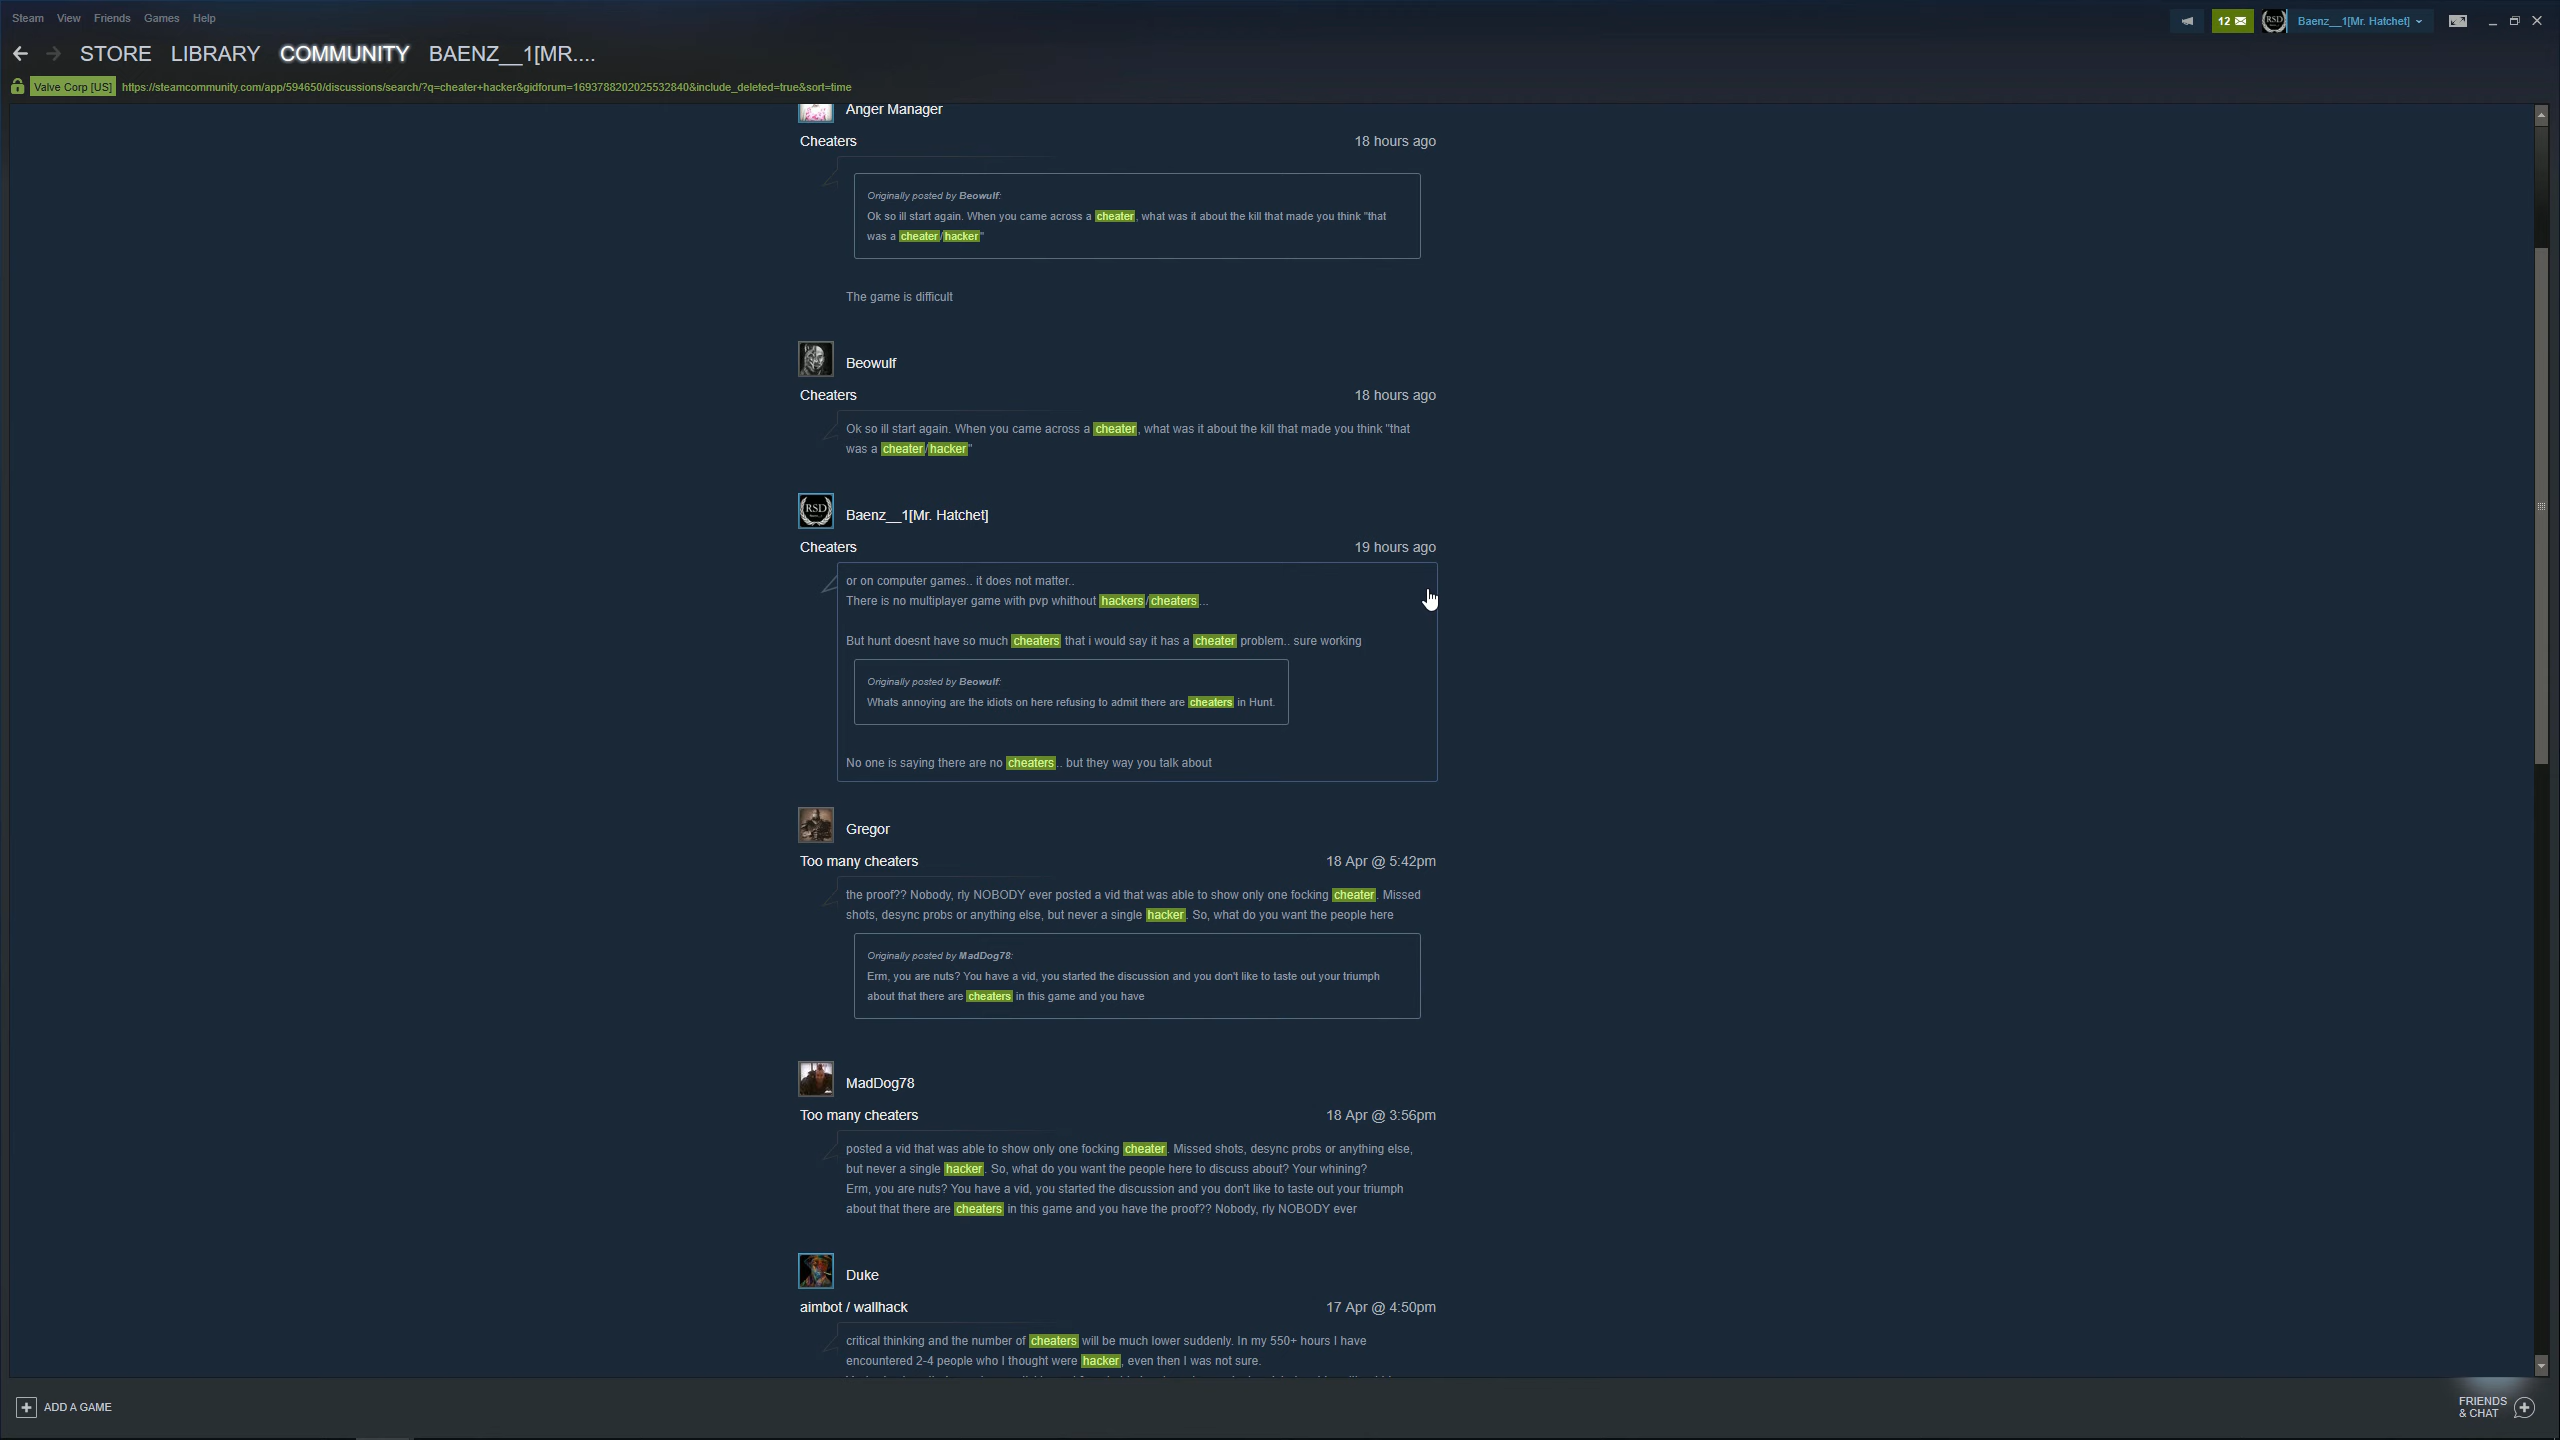 Steam View Friends Games Help
12
Baenz__1[Mr. Hatchet]
STORE LIBRARY COMMUNITY BAENZ__1[MR....
Valve Corp [US] https://steamcommunity.com/app/594650/discussions/search/?q=cheater+hacker&gidforum=1693788202025532840&include_deleted=true&sort=time
Anger Manager
Cheaters 18 hours ago
Originally posted by Beowulf:
Ok so ill start again. When you came across a cheater, what was it about the kill that made you think "that
was a cheater/hacker"
The game is difficult
Beowulf
Cheaters 18 hours ago
Ok so ill start again. When you came across a cheater, what was it about the kill that made you think "that
was a cheater/hacker"
RSD
Baenz__1[Mr. Hatchet]
Cheaters 19 hours ago
or on computer games.. it does not matter..
There is no multiplayer game with pvp whithout hackers/cheaters...
But hunt doesnt have so much cheaters that i would say it has a cheater problem.. sure working
Originally posted by Beowulf:
Whats annoying are the idiots on here refusing to admit there are cheaters in Hunt.
No one is saying there are no cheaters.. but they way you talk about
Gregor
Too many cheaters 18 Apr @ 5:42pm
the proof?? Nobody, rly NOBODY ever posted a vid that was able to show only one focking cheater. Missed
shots, desync probs or anything else, but never a single hacker. So, what do you want the people here
Originally posted by MadDog78:
Erm, you are nuts? You have a vid, you started the discussion and you don't like to taste out your triumph
about that there are cheaters in this game and you have
MadDog78
Too many cheaters 18 Apr @ 3:56pm
posted a vid that was able to show only one focking cheater. Missed shots, desync probs or anything else,
but never a single hacker. So, what do you want the people here to discuss about? Your whining?
Erm, you are nuts? You have a vid, you started the discussion and you don't like to taste out your triumph
about that there are cheaters in this game and you have the proof?? Nobody, rly NOBODY ever
Duke
aimbot / wallhack 17 Apr @ 4:50pm
critical thinking and the number of cheaters will be much lower suddenly. In my 550+ hours I have
encountered 2-4 people who I thought were hacker, even then I was not sure.
ADD A GAME
FRIENDS
& CHAT